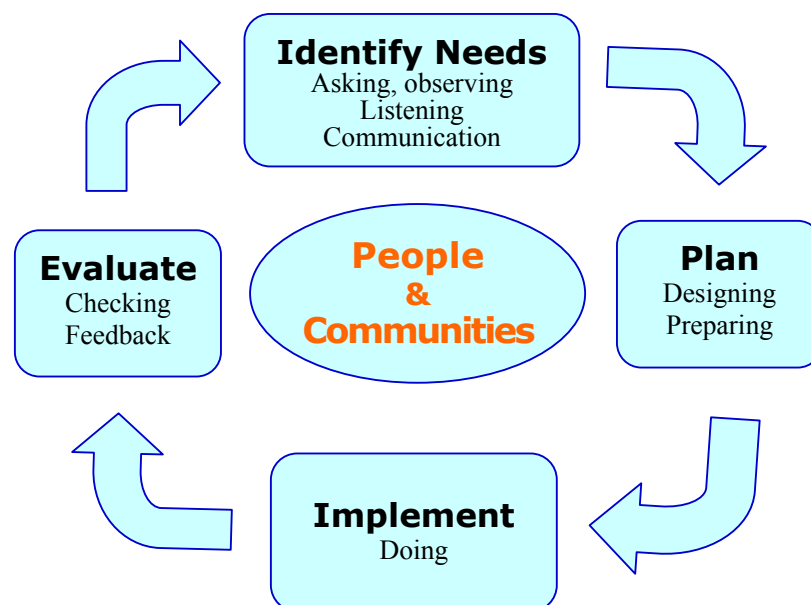 Identify Needs
Asking, observing
Listening
Communication
Evaluate
Checking
Feedback
People
&
Communities
Plan
Designing
Preparing
Implement
Doing